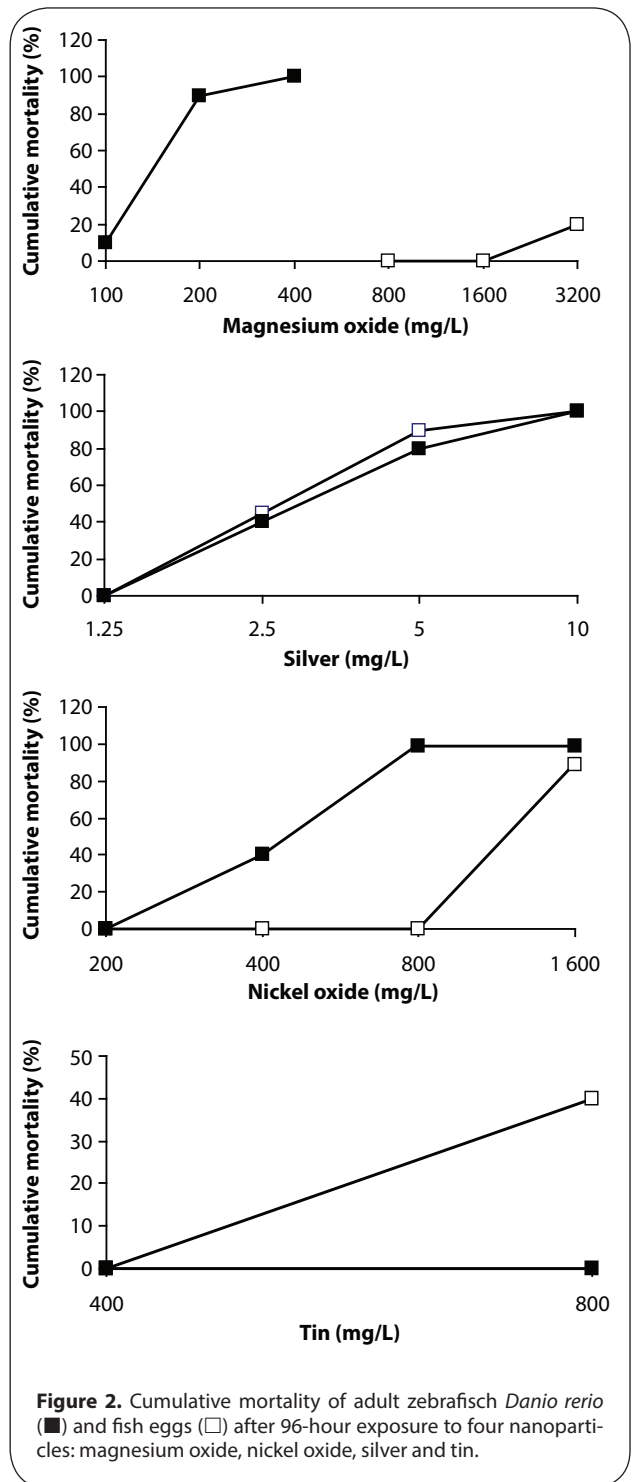 Cumulative mortality (%)
120
100
80
60
40
20
0
100 200 400 800 1600 3200
Magnesium oxide (mg/L)
Cumulative mortality (%)
120
100
80
60
40
20
0
1.25 2.5 5 10
Silver (mg/L)
Cumulative mortality (%)
120
100
80
60
40
20
0
200 400 800 1 600
Nickel oxide (mg/L)
Cumulative mortality (%)
50
40
30
20
10
0
400 800
Tin (mg/L)
Figure 2. Cumulative mortality of adult zebrafisch Danio rerio
(■) and fish eggs (□) after 96-hour exposure to four nanoparti-
cles: magnesium oxide, nickel oxide, silver and tin.